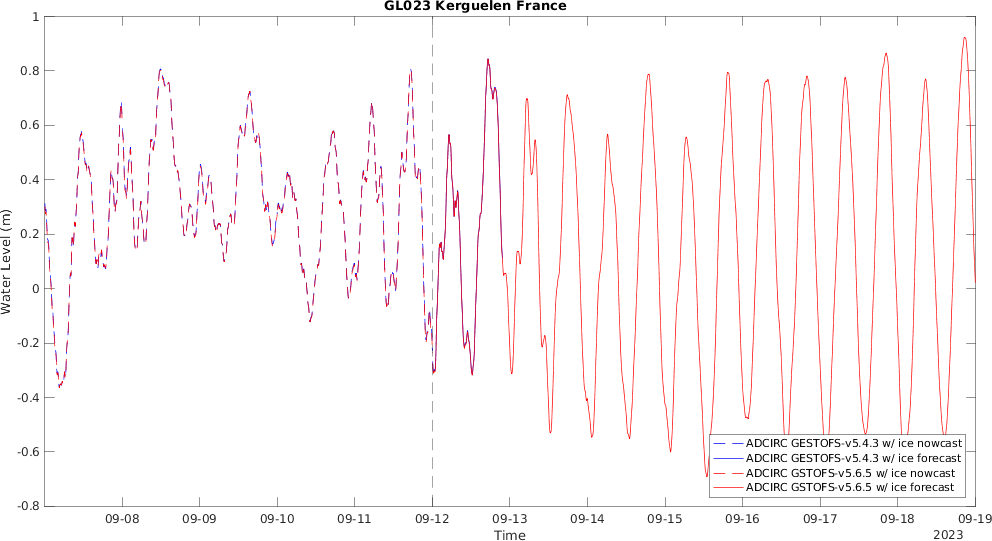 GL023 Kerguelen France
Water Level (m)
1
0.8
0.6
0.4
0.2
0
-0.2
-0.4
-0.6
-0.8
ADCIRC GESTOFS-v5.4.3 w/ ice nowcast
ADCIRC GESTOFS-v5.4.3 w/ ice forecast
ADCIRC GSTOFS-v5.6.5 w/ ice nowcast
ADCIRC GSTOFS-v5.6.5 w/ ice forecast
09-08 09-09 09-10 09-11 09-12 09-13 09-14 09-15 09-16 09-17 09-18 09-19
Time
2023